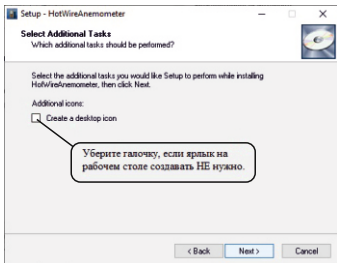 Setup - HotWireAnemometer
Select Additional Tasks
Which additional tasks should be performed?
Select the additional tasks you would like Setup to perform while installing
HotWireAnemometer, then click Next.
Additional icons:
Create a desktop icon
Уберите галочку, если ярлык на
рабочем столе создавать НЕ нужно.
< Back
Next >
Cancel